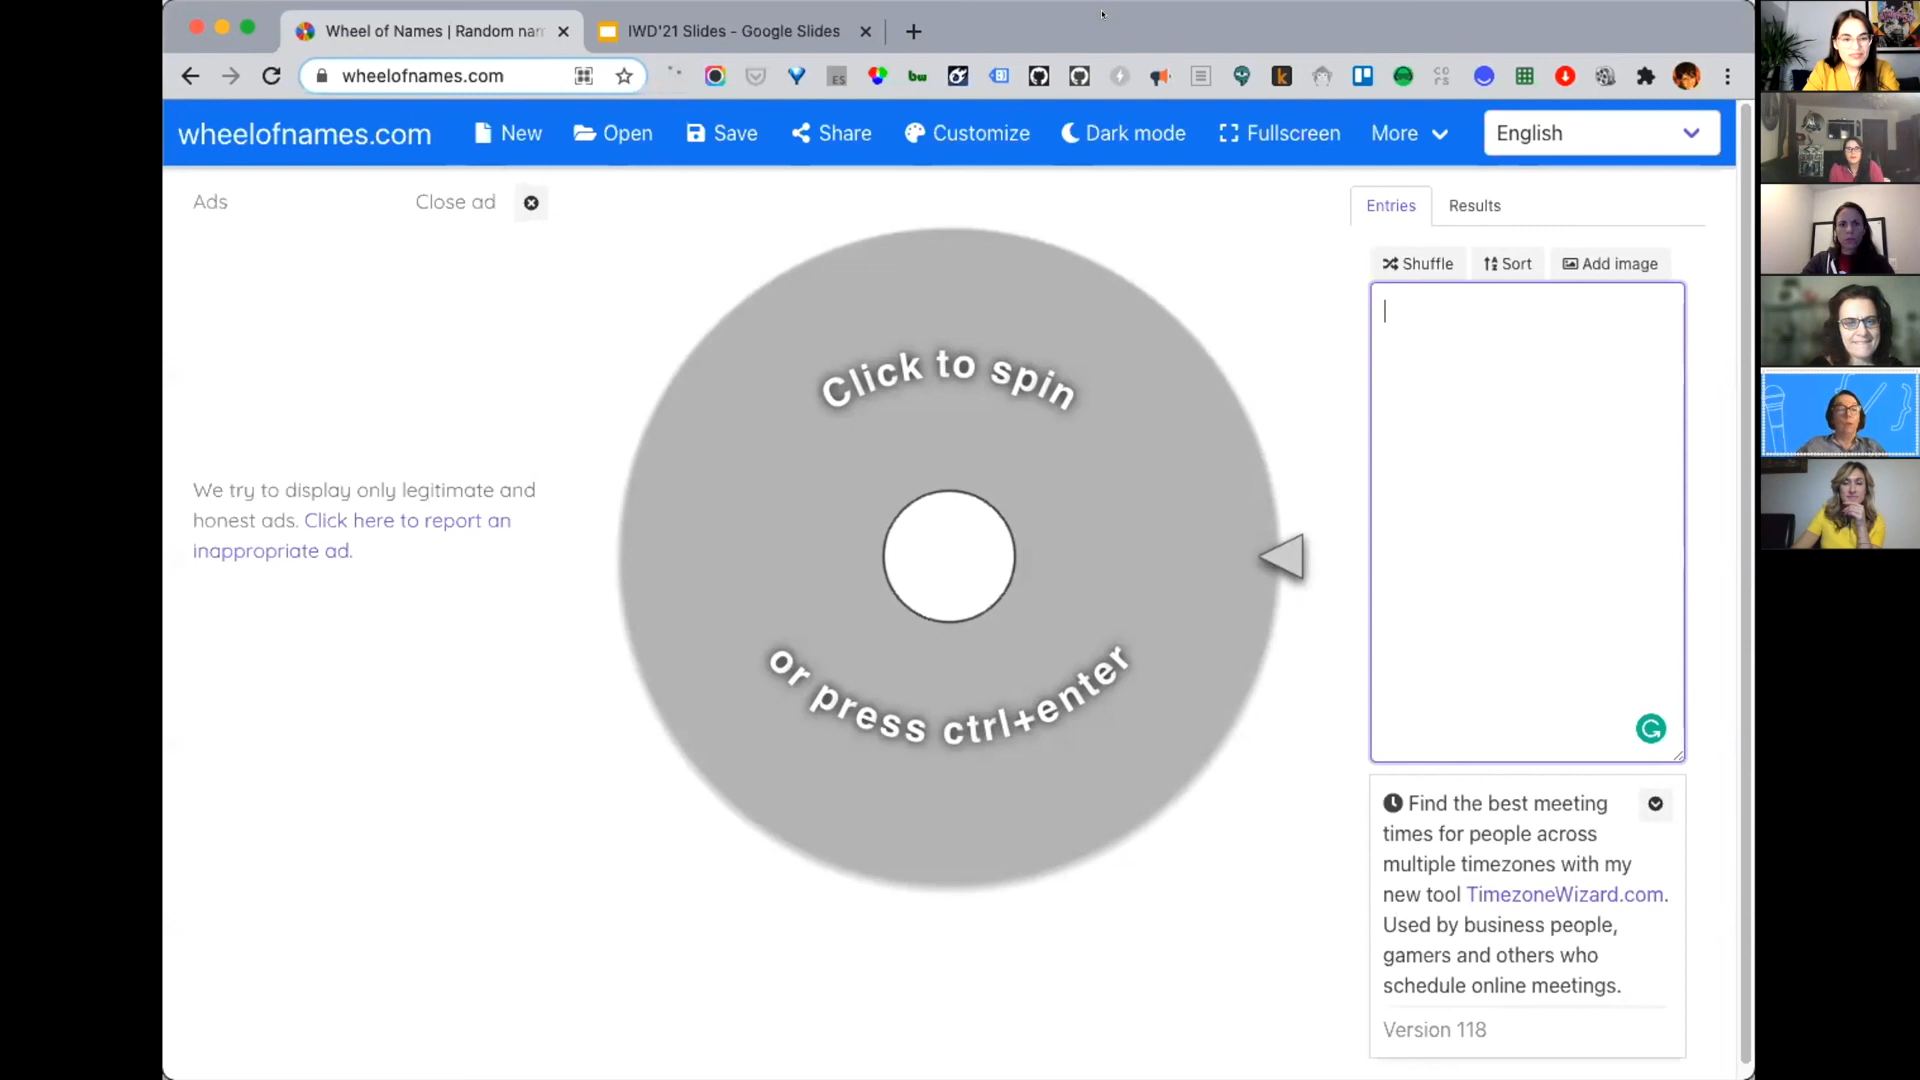 Wheel of Names | Random nar
IWD'21 Slides - Google Slides
wheelofnames.com
ES
bw
k
CO
RS
wheelofnames.com
New
Open
Save
Share
Customize
Dark mode
Fullscreen
More
English
Ads
Close ad
Entries
Results
Shuffle
Sort
Add image
Click to spin
or press ctrl+enter
We try to display only legitimate and
honest ads. Click here to report an
inappropriate ad.
Find the best meeting
times for people across
multiple timezones with my
new tool TimezoneWizard.com.
Used by business people,
gamers and others who
schedule online meetings.
Version 118